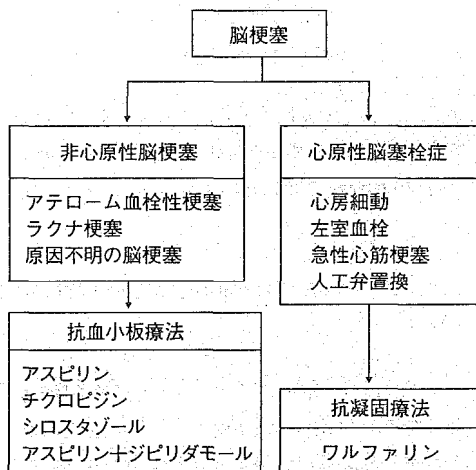 脳梗塞
非心原性脳梗塞
アテローム血栓性梗塞
ラクナ梗塞
原因不明の脳梗塞
心原性脳塞栓症
心房細動
左室血栓
急性心筋梗塞
人工弁置換
抗血小板療法
アスピリン
チクロピジン
シロスタゾール
アスピリン+ジピリダモール
抗凝固療法
ワルファリン